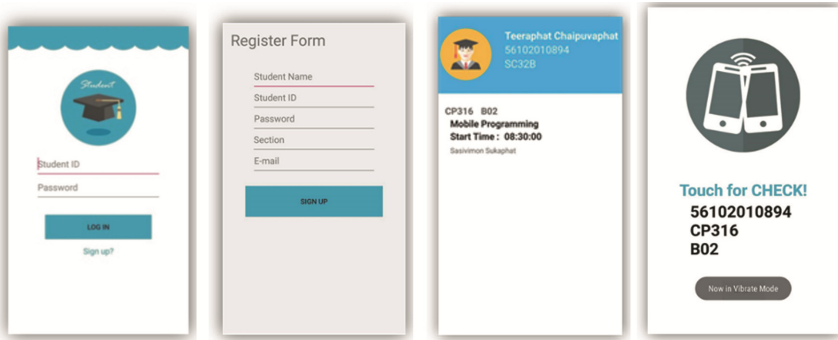 Student
Student ID
Password
LOG IN
Sign up?
Register Form
Student Name
Student ID
Password
Section
E-mail
SIGN UP
Teeraphat Chaipuvaphat
56102010894
SC32B
CP316 B02
Mobile Programming
Start Time : 08:30:00
Sasivimon Sukaphat
Touch for CHECK!
56102010894
CP316
B02
Now in Vibrate Mode